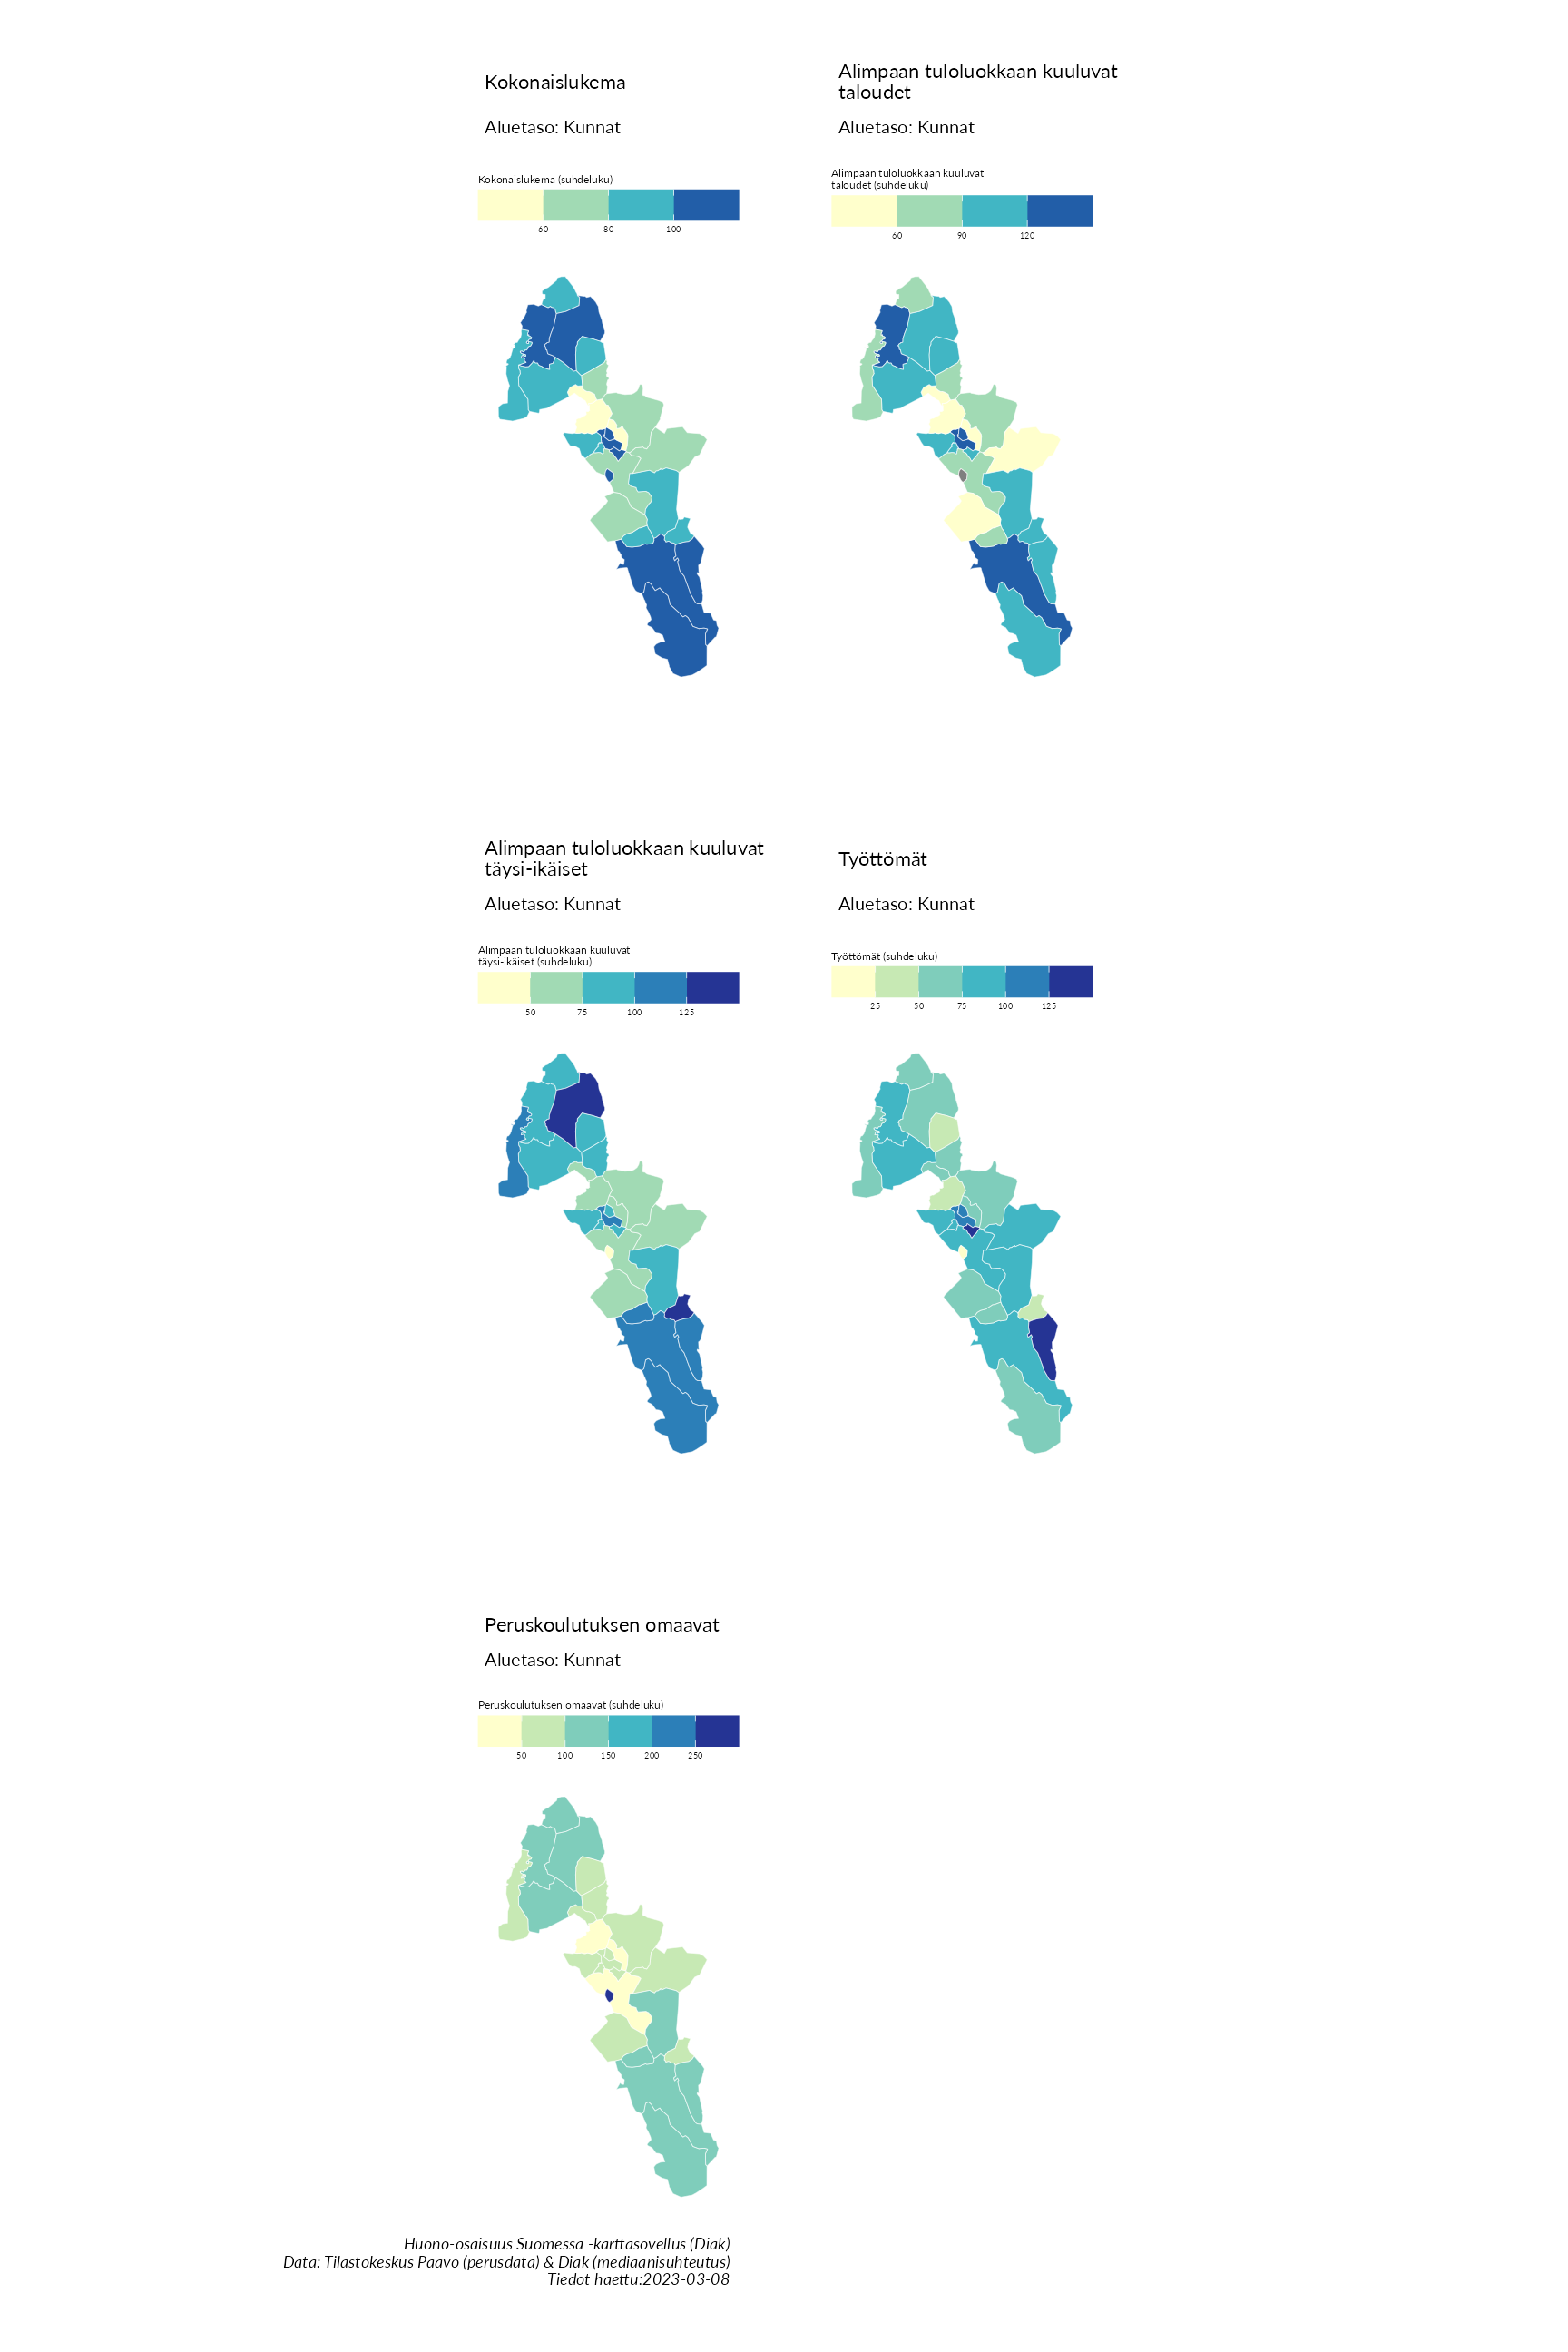 Kokonaislukema
Aluetaso: Kunnat
Kokonaislukema (suhdeluku)
60 80 100
Alimpaan tuloluokkaan kuuluvat
taloudet
Aluetaso: Kunnat
Alimpaan tuloluokkaan kuuluvat
taloudet (suhdeluku)
60 90 120
Alimpaan tuloluokkaan kuuluvat
täysi-ikäiset
Aluetaso: Kunnat
Alimpaan tuloluokkaan kuuluvat
täysi-ikäiset (suhdeluku)
50 75 100 125
Työttömät
Aluetaso: Kunnat
Työttömät (suhdeluku)
25 50 75 100 125
Peruskoulutuksen omaavat
Aluetaso: Kunnat
Peruskoulutuksen omaavat (suhdeluku)
50 100 150 200 250
Huono-osaisuus Suomessa -karttasovellus (Diak)
Data: Tilastokeskus Paavo (perusdata) & Diak (mediaanisuhteutus)
Tiedot haettu:2023-03-08